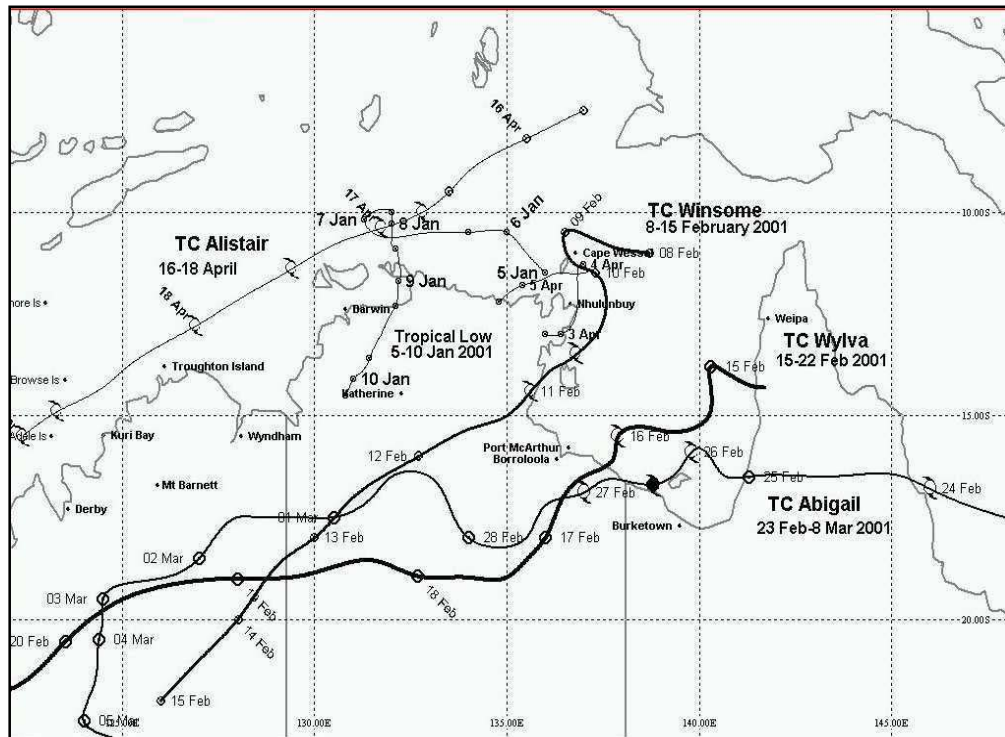 16 Apr
17 Ap
10.00S
7 Jan
8 Jan
6 Jan
09 Feb
TC Winsome
8-15 February 2001
TC Alistair
16-18 April
Cape Wess
08 Feb
4 Apr
10 Feb
5 Jan
5 Apr
9 Jan
Nhulunbuy
18 Apr
Darwin
Weipa
Tropical Low
5-10 Jan 2001
3 Apr
TC Wylva
15-22 Feb 2001
Troughton Island
15 Feb
Browse Is
10 Jan
Katherine
11 Feb
15.00S
Adele Is
Kuri Bay
Wyndham
16 Feb
Port McArthur
Borroloola
12 Feb
26 Feb
25 Feb
Mt Barnett
24 Feb
27 Feb
TC Abigail
23 Feb-8 Mar 2001
Derby
01 Mar
Burketown
13 Feb
28 Feb
17 Feb
02 Mar
18 Feb
03 Mar
20.00S
20 Feb
04 Mar
14 Feb
15 Feb
05 Mar
130.00E
135.00E
140.00E
145.00E